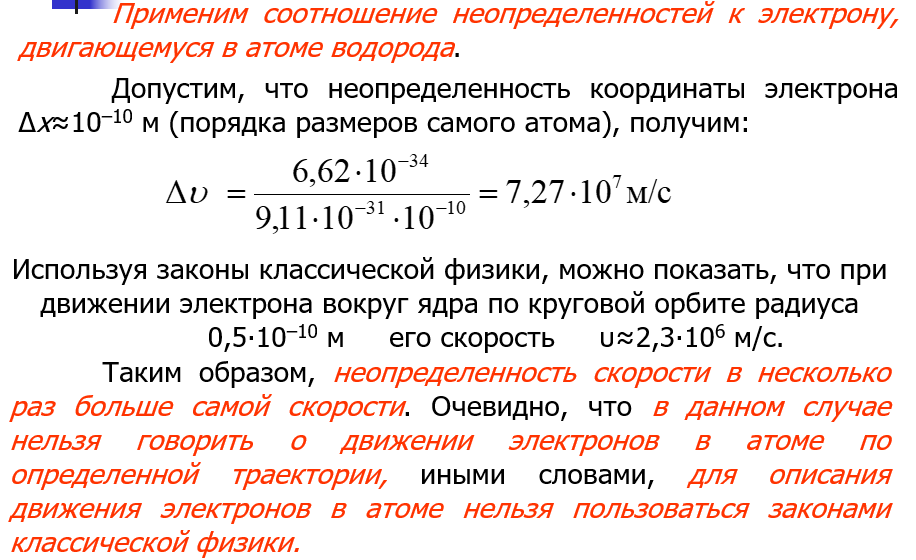 Применим соотношение неопределенностей к электрону,
двигающемуся в атоме водорода.
Допустим, что неопределенность координаты электрона
Δx≈10⁻¹⁰ м (порядка размеров самого атома), получим:
Δυ = (6,62·10⁻³⁴)/(9,11·10⁻³¹·10⁻¹⁰) = 7,27·10⁷ м/с
Используя законы классической физики, можно показать, что при
движении электрона вокруг ядра по круговой орбите радиуса
0,5·10⁻¹⁰ м его скорость υ≈2,3·10⁶ м/с.
Таким образом, неопределенность скорости в несколько
раз больше самой скорости. Очевидно, что в данном случае
нельзя говорить о движении электронов в атоме по
определенной траектории, иными словами, для описания
движения электронов в атоме нельзя пользоваться законами
классической физики.